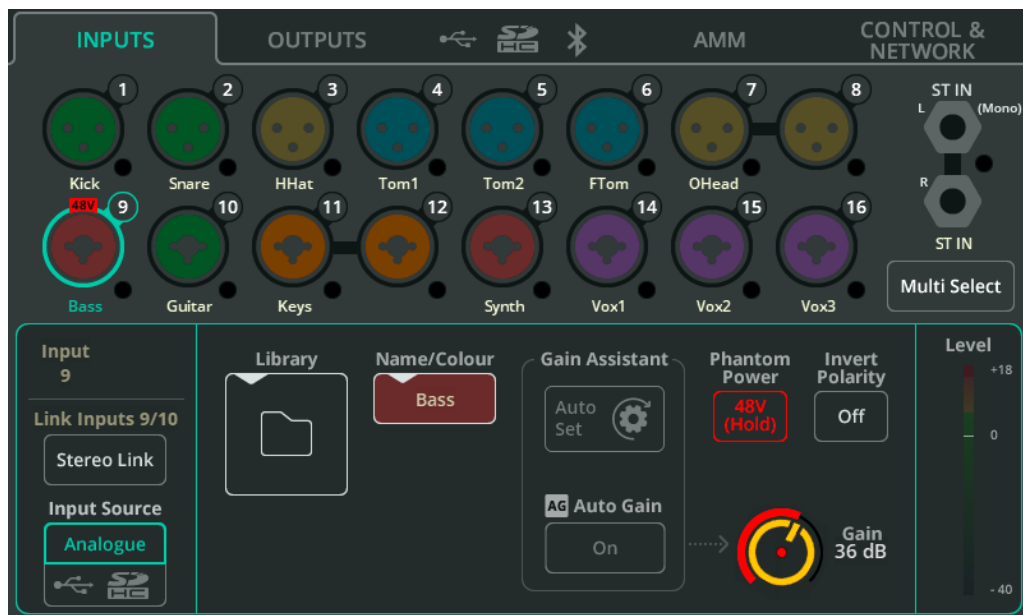 INPUTS
OUTPUTS
SD HC
AMM
CONTROL &
NETWORK
1
2
3
4
5
6
7
8
Kick
Snare
HHat
Tom1
Tom2
FTom
OHead
ST IN
L
(Mono)
R
ST IN
48V
9
10
11
12
13
14
15
16
Bass
Guitar
Keys
Synth
Vox1
Vox2
Vox3
Multi Select
Input
9
Link Inputs 9/10
Stereo Link
Input Source
Analogue
SD HC
Library
Name/Colour
Bass
Gain Assistant
Auto
Set
AG Auto Gain
On
Phantom
Power
48V
(Hold)
Invert
Polarity
Off
Gain
36 dB
Level
+18
0
-40